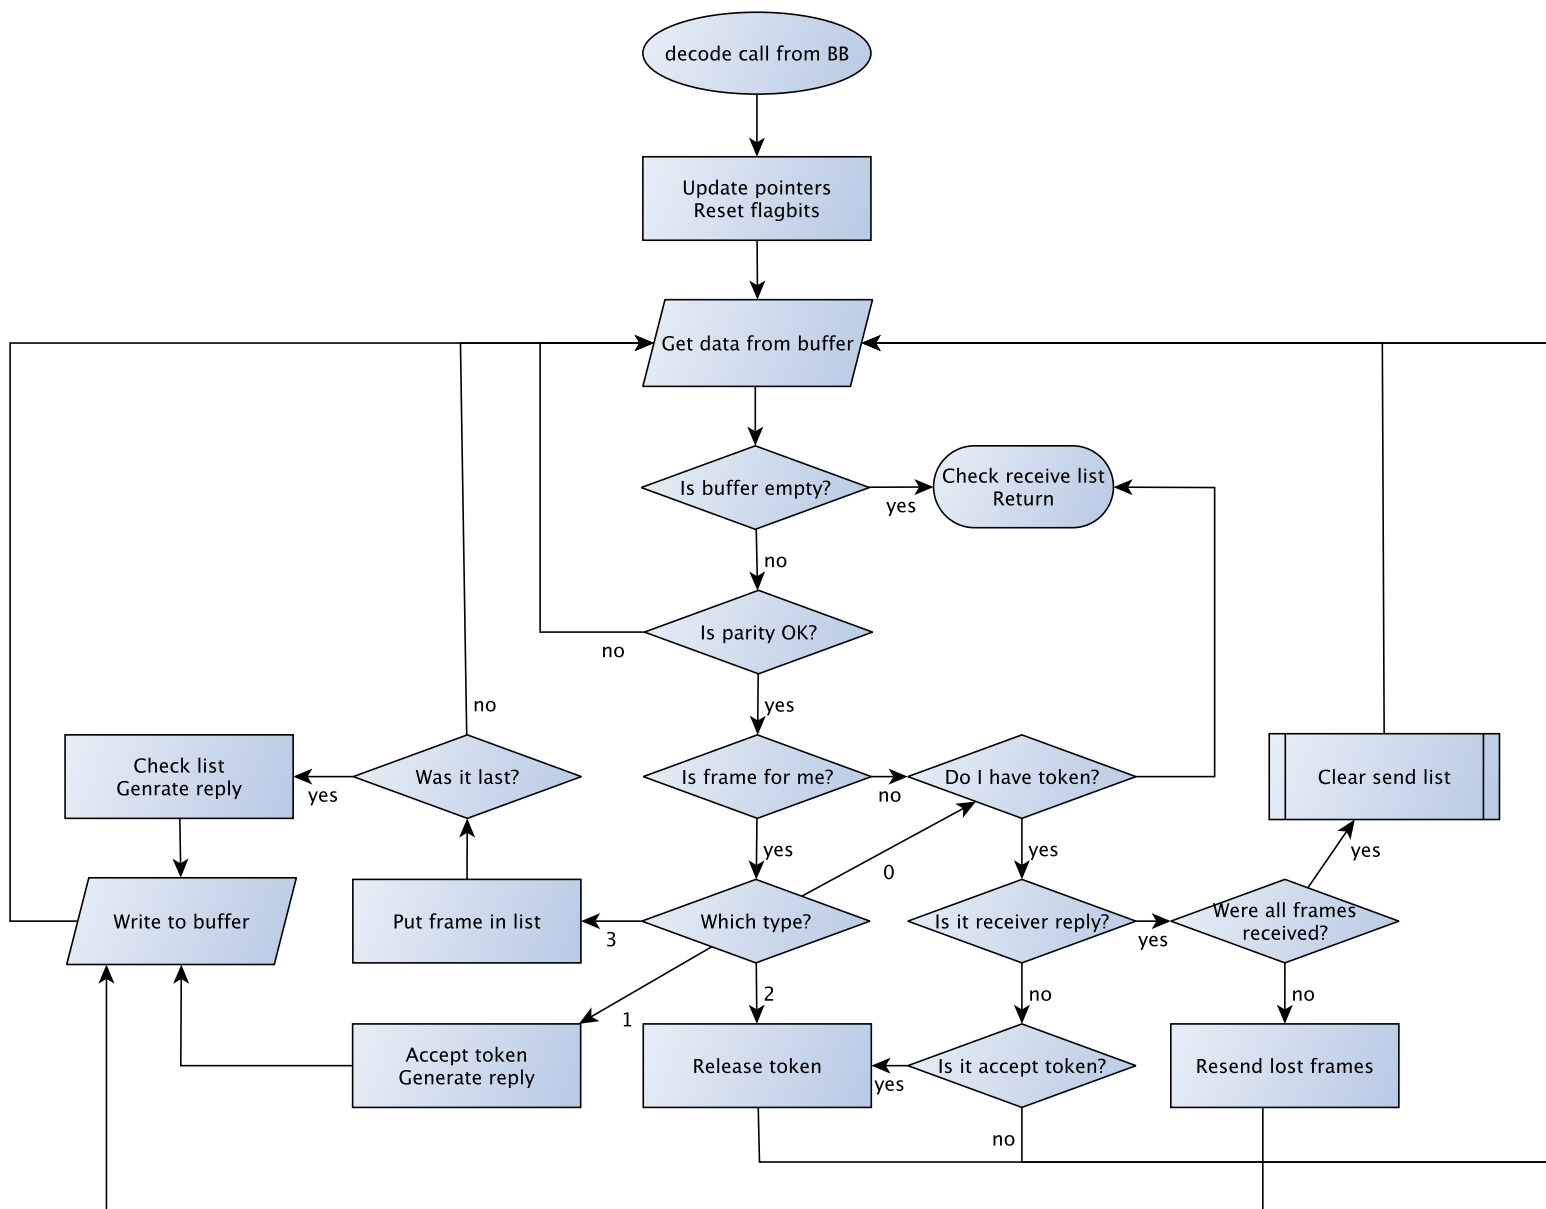 decode call from BB
Update pointers
Reset flagbits
Get data from buffer
Is buffer empty?
yes
Check receive list
Return
no
Is parity OK?
no
yes
no
Check list
Genrate reply
yes
Was it last?
Is frame for me?
no
Do I have token?
Clear send list
yes
0
yes
yes
Write to buffer
Put frame in list
3
Which type?
Is it receiver reply?
yes
Were all frames
received?
1
2
no
no
Accept token
Generate reply
Release token
yes
Is it accept token?
Resend lost frames
no